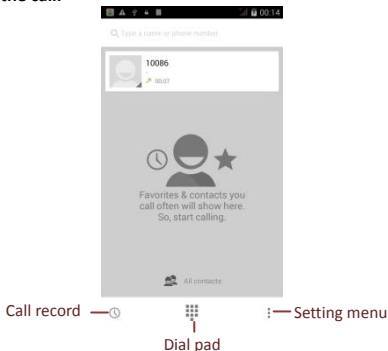 the call.
00:14
Type a name or phone number
10086
00:07
Favorites & contacts you
call often will show here.
So, start calling.
All contacts
Call record
Setting menu
Dial pad